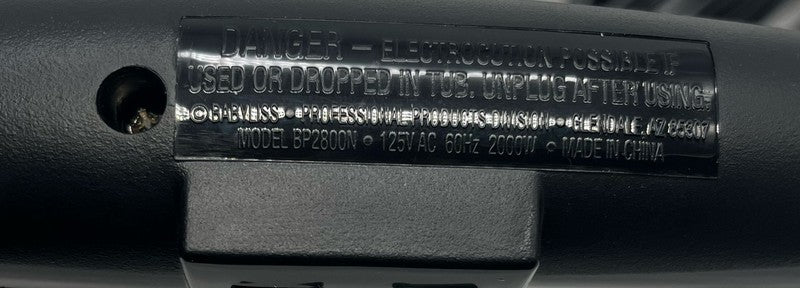 DANGER – ELECTROCUTION POSSIBLE IF
USED OR DROPPED IN TUB. UNPLUG AFTER USING.
© BABYLISS • PROFESSIONAL PRODUCTS DIVISION • GLENDALE, AZ 85307
MODEL BP2800N • 125V AC 60Hz 2000W • MADE IN CHINA